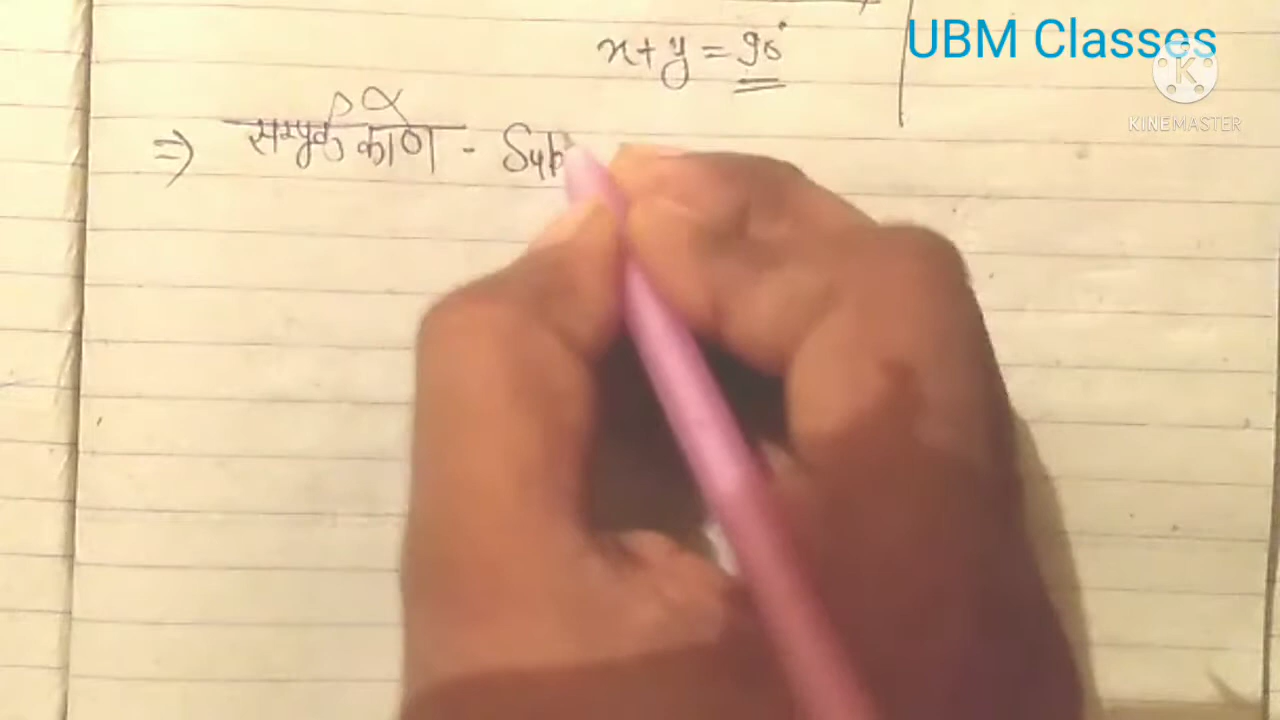 UBM Classes
x + y = 90°
K
KINEMASTER
⇒ सम्पूरक कोण - Sup